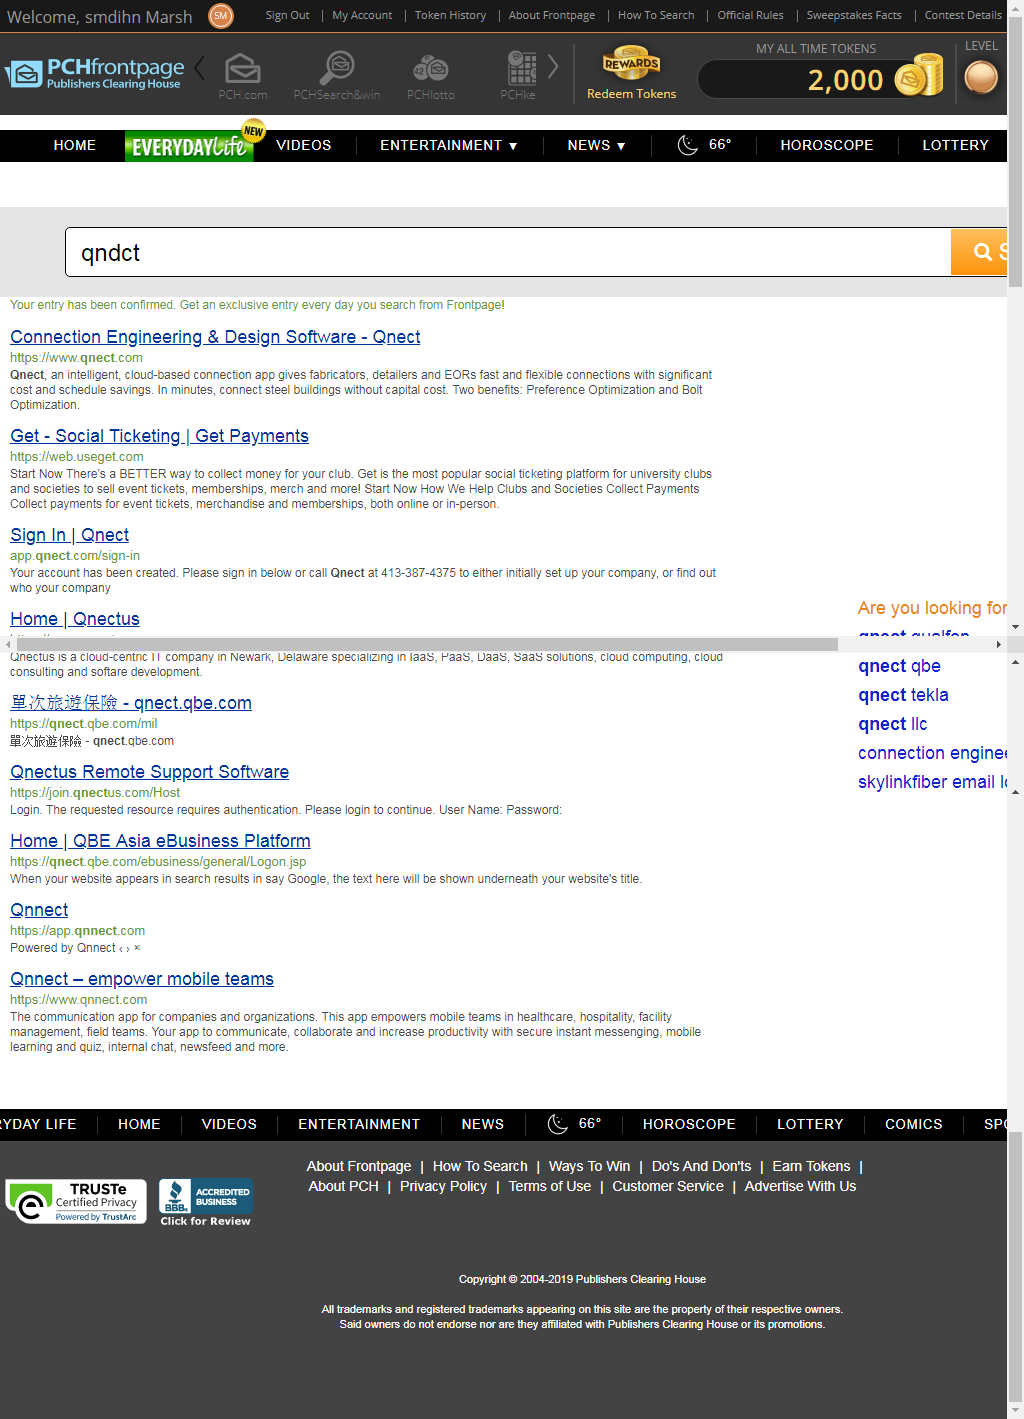 Welcome, smdihn Marsh SM Sign Out | My Account | Token History | About Frontpage | How To Search | Official Rules | Sweepstakes Facts | Contest Details
PCHfrontpage
Publishers Clearing House
PCH.com PCHSearch&win PCHlotto PCHke
REWARDS
Redeem Tokens
MY ALL TIME TOKENS
2,000
LEVEL
HOME EVERYDAY Life NEW VIDEOS ENTERTAINMENT ▼ NEWS ▼ 66° HOROSCOPE LOTTERY
qndct S
Your entry has been confirmed. Get an exclusive entry every day you search from Frontpage!
Connection Engineering & Design Software - Qnect
https://www.qnect.com
Qnect, an intelligent, cloud-based connection app gives fabricators, detailers and EORs fast and flexible connections with significant
cost and schedule savings. In minutes, connect steel buildings without capital cost. Two benefits: Preference Optimization and Bolt
Optimization.
Get - Social Ticketing | Get Payments
https://web.useget.com
Start Now There's a BETTER way to collect money for your club. Get is the most popular social ticketing platform for university clubs
and societies to sell event tickets, memberships, merch and more! Start Now How We Help Clubs and Societies Collect Payments
Collect payments for event tickets, merchandise and memberships, both online or in-person.
Sign In | Qnect
app.qnect.com/sign-in
Your account has been created. Please sign in below or call Qnect at 413-387-4375 to either initially set up your company, or find out
who your company
Home | Qnectus
Qnectus is a cloud-centric IT company in Newark, Delaware specializing in IaaS, PaaS, DaaS, SaaS solutions, cloud computing, cloud
consulting and softare development.
單次旅遊保險 - qnect.qbe.com
https://qnect.qbe.com/mil
單次旅遊保險 - qnect.qbe.com
Qnectus Remote Support Software
https://join.qnectus.com/Host
Login. The requested resource requires authentication. Please login to continue. User Name: Password:
Home | QBE Asia eBusiness Platform
https://qnect.qbe.com/ebusiness/general/Logon.jsp
When your website appears in search results in say Google, the text here will be shown underneath your website's title.
Qnnect
https://app.qnnect.com
Powered by Qnnect ‹ › ×
Qnnect – empower mobile teams
https://www.qnnect.com
The communication app for companies and organizations. This app empowers mobile teams in healthcare, hospitality, facility
management, field teams. Your app to communicate, collaborate and increase productivity with secure instant messenging, mobile
learning and quiz, internal chat, newsfeed and more.
Are you looking for
qnect qualfon
qnect qbe
qnect tekla
qnect llc
connection enginee
skylinkfiber email lo
RYDAY LIFE HOME VIDEOS ENTERTAINMENT NEWS 66° HOROSCOPE LOTTERY COMICS SPO
About Frontpage | How To Search | Ways To Win | Do's And Don'ts | Earn Tokens |
About PCH | Privacy Policy | Terms of Use | Customer Service | Advertise With Us
TRUSTe
Certified Privacy
Powered by TrustArc
BBB
ACCREDITED
BUSINESS
Click for Review
Copyright © 2004-2019 Publishers Clearing House
All trademarks and registered trademarks appearing on this site are the property of their respective owners.
Said owners do not endorse nor are they affiliated with Publishers Clearing House or its promotions.